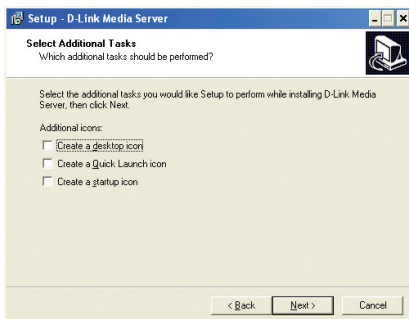 Setup - D-Link Media Server
Select Additional Tasks
Which additional tasks should be performed?
Select the additional tasks you would like Setup to perform while installing D-Link Media
Server, then click Next.
Additional icons:
Create a desktop icon
Create a Quick Launch icon
Create a startup icon
< Back
Next >
Cancel